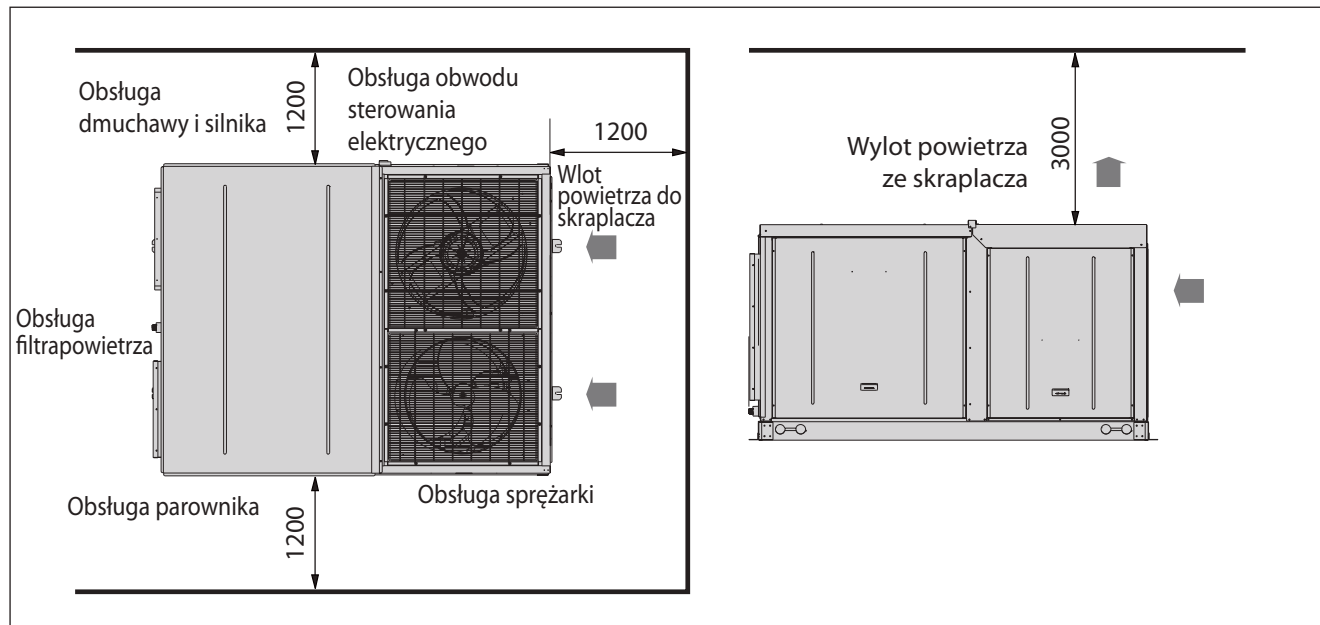 Obsługa
dmuchawy i silnika
1200
Obsługa obwodu
sterowania
elektrycznego
1200
Wlot
powietrza do
skraplacza
Obsługa
filtrapowietrza
Obsługa parownika
1200
Obsługa sprężarki
Wylot powietrza
ze skraplacza
3000